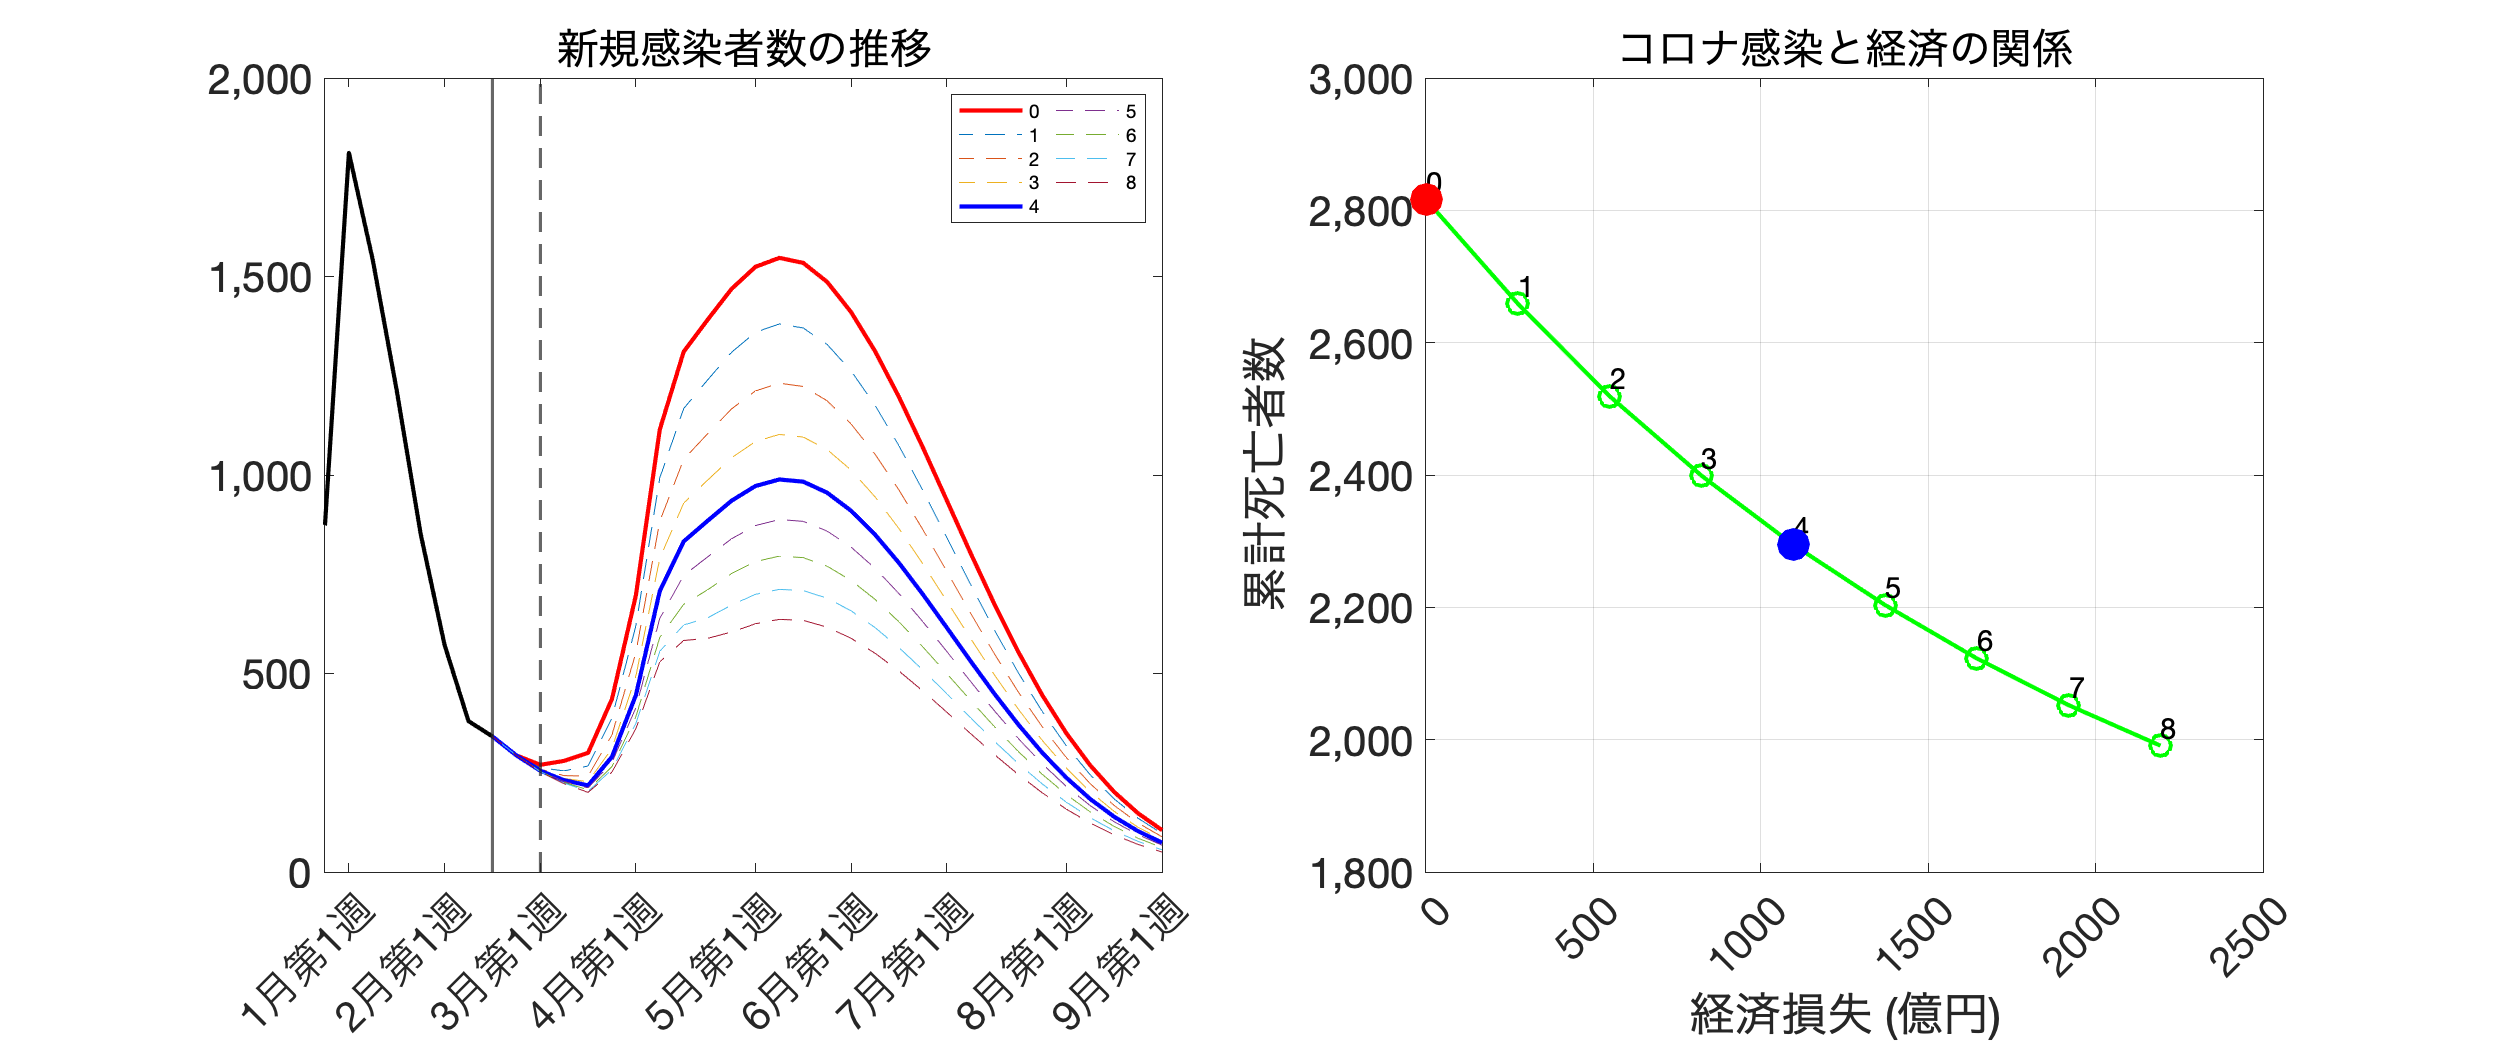 新規感染者数の推移
2,000
1,500
1,000
500
0
0
1
2
3
4
5
6
7
8
1月第1週
2月第1週
3月第1週
4月第1週
5月第1週
6月第1週
7月第1週
8月第1週
9月第1週
コロナ感染と経済の関係
累計死亡者数
3,000
2,800
2,600
2,400
2,200
2,000
1,800
0
1
2
3
4
5
6
7
8
0
500
1000
1500
2000
2500
経済損失 (億円)